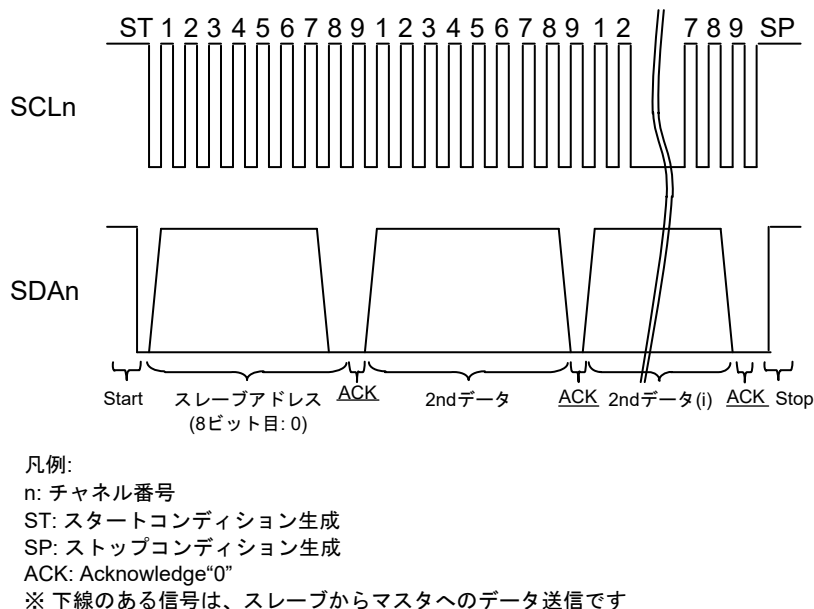 ST 1 2 3 4 5 6 7 8 9 1 2 3 4 5 6 7 8 9 1 2 7 8 9 SP
SCLn
SDAn
Start スレーブアドレス ACK 2ndデータ ACK 2ndデータ(i) ACK Stop
(8ビット目: 0)
凡例:
n: チャネル番号
ST: スタートコンディション生成
SP: ストップコンディション生成
ACK: Acknowledge“0”
※ 下線のある信号は、スレーブからマスタへのデータ送信です